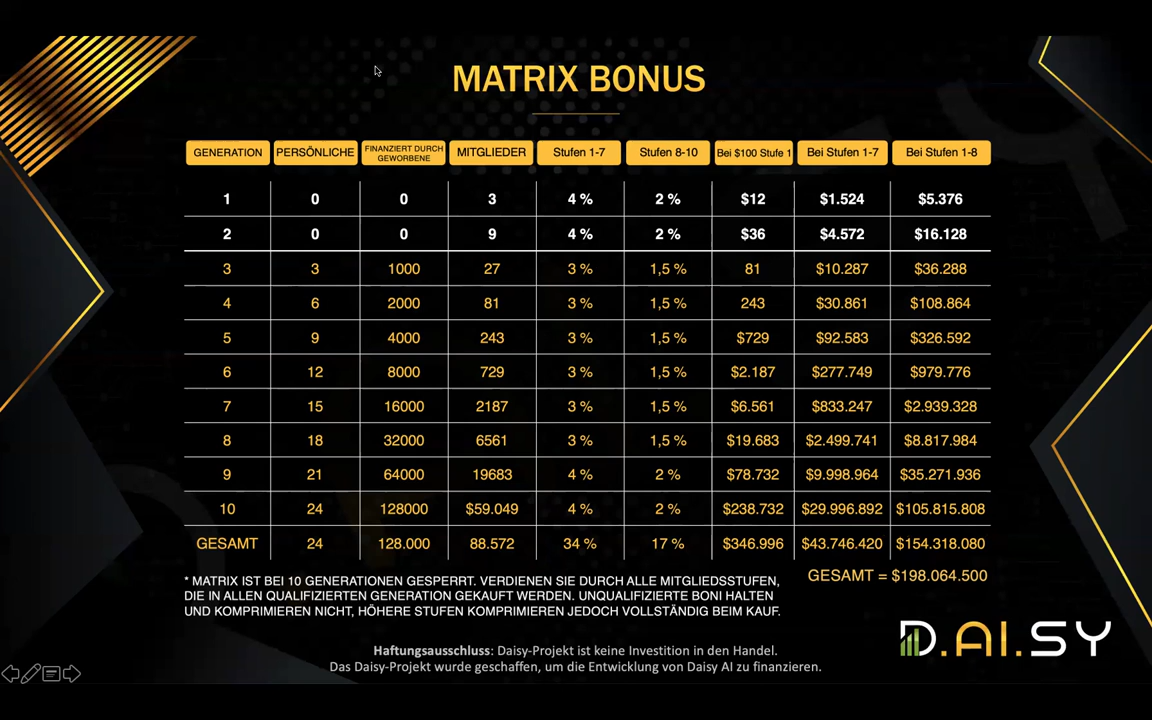 MATRIX BONUS
GENERATION PERSÖNLICHE FINANZIERT DURCH GEWORBENE MITGLIEDER Stufen 1-7 Stufen 8-10 Bei $100 Stufe 1 Bei Stufen 1-7 Bei Stufen 1-8
1 0 0 3 4 % 2 % $12 $1.524 $5.376
2 0 0 9 4 % 2 % $36 $4.572 $16.128
3 3 1000 27 3 % 1,5 % 81 $10.287 $36.288
4 6 2000 81 3 % 1,5 % 243 $30.861 $108.864
5 9 4000 243 3 % 1,5 % $729 $92.583 $326.592
6 12 8000 729 3 % 1,5 % $2.187 $277.749 $979.776
7 15 16000 2187 3 % 1,5 % $6.561 $833.247 $2.939.328
8 18 32000 6561 3 % 1,5 % $19.683 $2.499.741 $8.817.984
9 21 64000 19683 4 % 2 % $78.732 $9.998.964 $35.271.936
10 24 128000 $59.049 4 % 2 % $238.732 $29.996.892 $105.815.808
GESAMT 24 128.000 88.572 34 % 17 % $346.996 $43.746.420 $154.318.080
GESAMT = $198.064.500
* MATRIX IST BEI 10 GENERATIONEN GESPERRT. VERDIENEN SIE DURCH ALLE MITGLIEDSSTUFEN,
DIE IN ALLEN QUALIFIZIERTEN GENERATION GEKAUFT WERDEN. UNQUALIFIZIERTE BONI HALTEN
UND KOMPRIMIEREN NICHT, HÖHERE STUFEN KOMPRIMIEREN JEDOCH VOLLSTÄNDIG BEIM KAUF.
D.AI.SY
Haftungsausschluss: Daisy-Projekt ist keine Investition in den Handel.
Das Daisy-Projekt wurde geschaffen, um die Entwicklung von Daisy AI zu finanzieren.